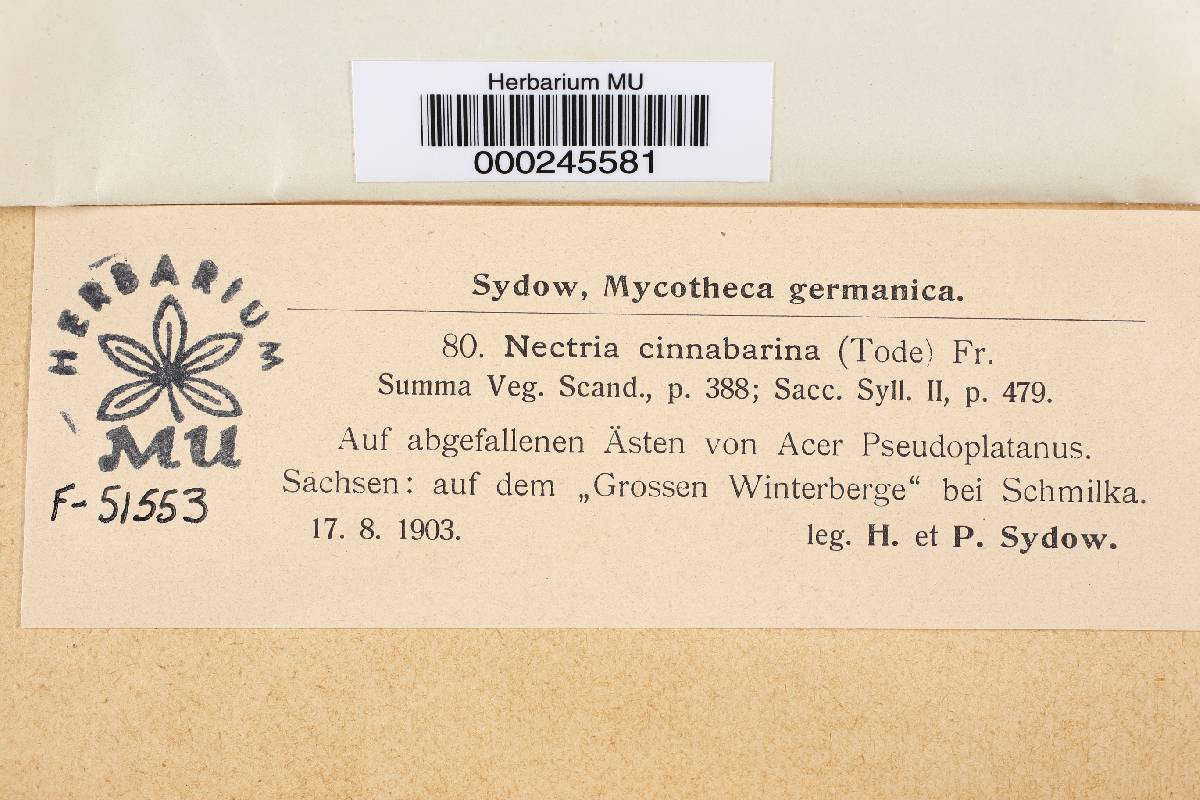 Herbarium MU
000245581
HERBARIUM
MU
F-51553
Sydow, Mycotheca germanica.
80. Nectria cinnabarina (Tode) Fr.
Summa Veg. Scand., p. 388; Sacc. Syll. II, p. 479.
Auf abgefallenen Ästen von Acer Pseudoplatanus.
Sachsen: auf dem „Grossen Winterberge“ bei Schmilka.
17. 8. 1903. leg. H. et P. Sydow.